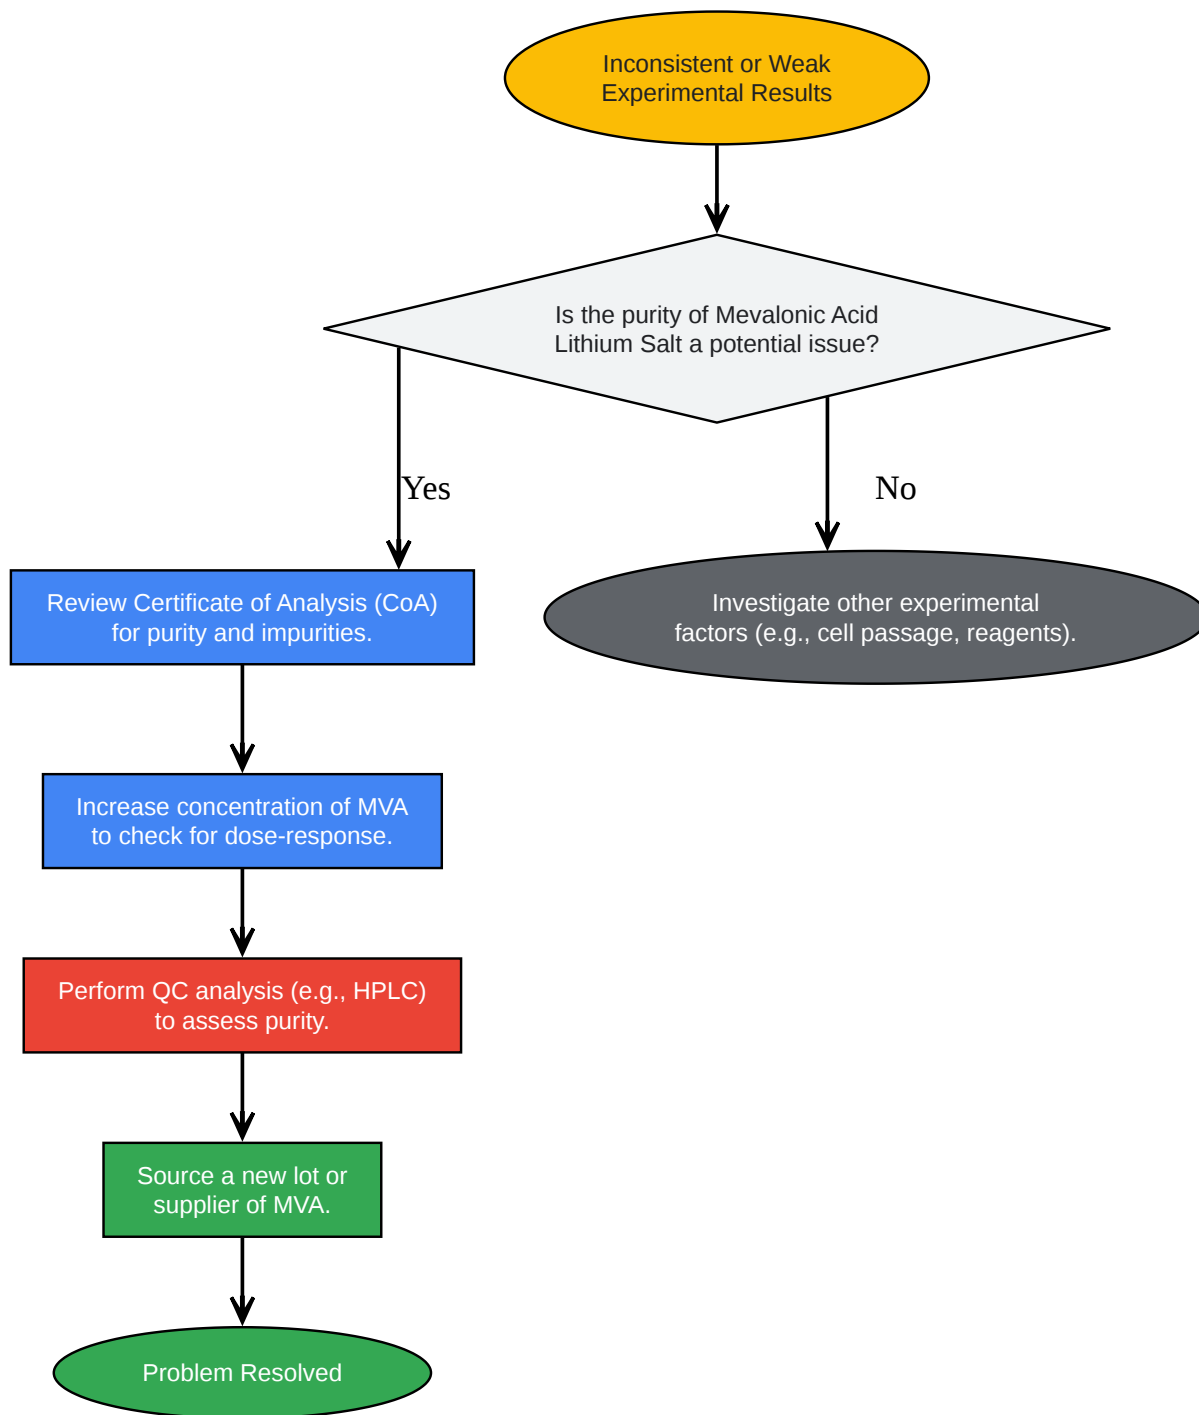 Inconsistent or Weak
Experimental Results
Is the purity of Mevalonic Acid
Lithium Salt a potential issue?
Yes
No
Review Certificate of Analysis (CoA)
for purity and impurities.
Investigate other experimental
factors (e.g., cell passage, reagents).
Increase concentration of MVA
to check for dose-response.
Perform QC analysis (e.g., HPLC)
to assess purity.
Source a new lot or
supplier of MVA.
Problem Resolved